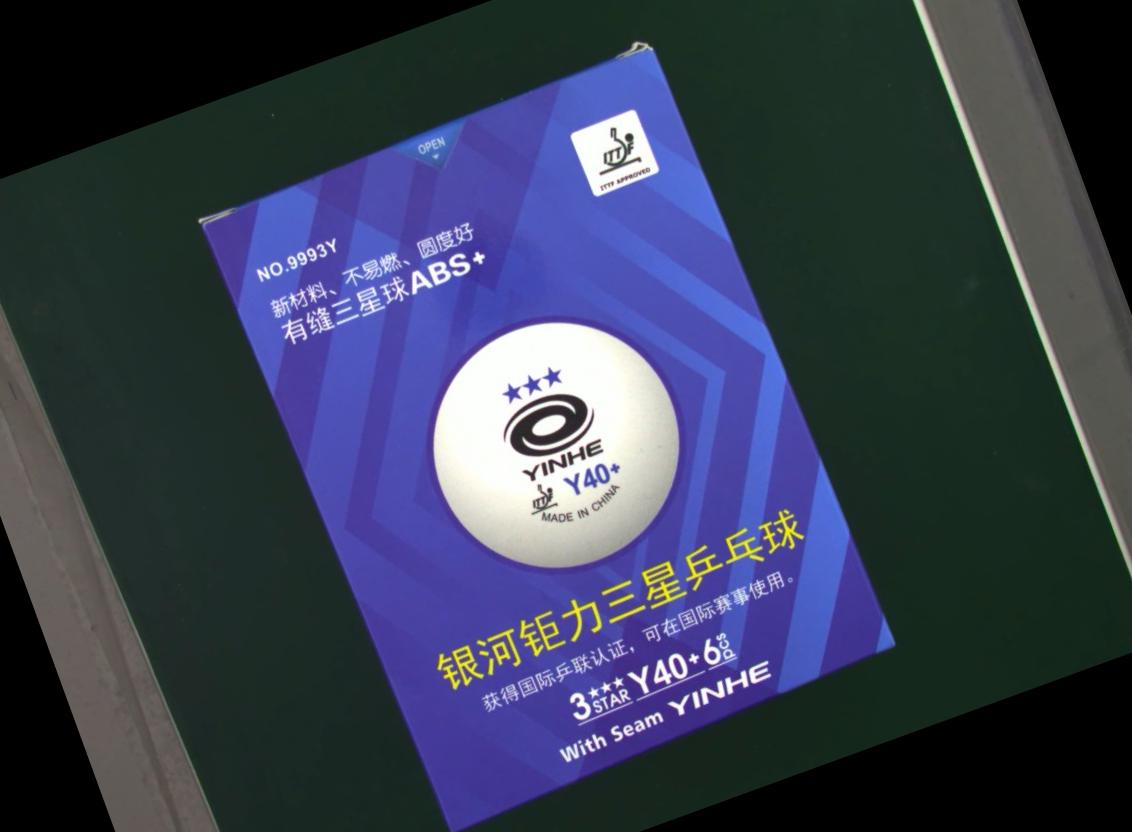 OPEN
ITTF
ITTF APPROVED
NO.9993Y
新材料、不易燃、圆度好
有缝三星球ABS+
YINHE
ITTF Y40+
MADE IN CHINA
银河钜力三星乒乓球
获得国际乒联认证，可在国际赛事使用。
3 STAR Y40+ 6 PCS
With Seam YINHE